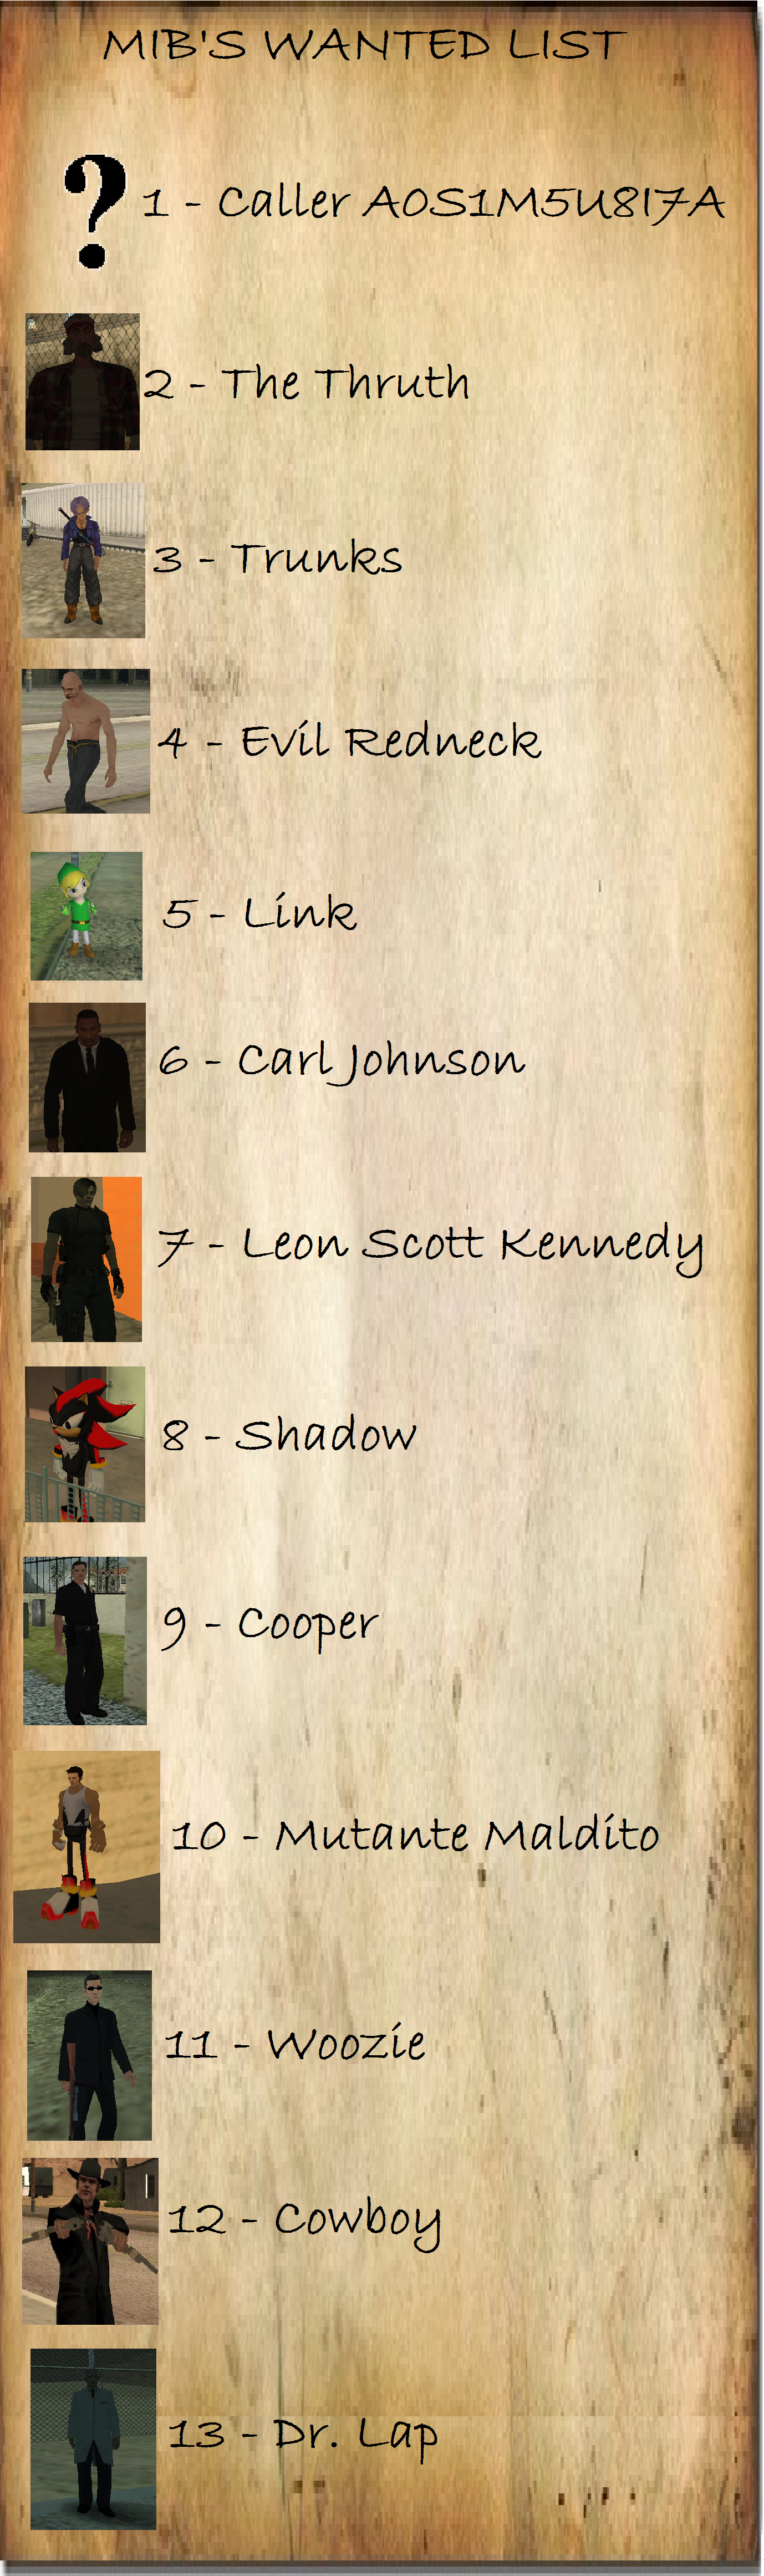 MIB'S WANTED LIST
?
1 - Caller A0S1M5U8I7A
2 - The Thruth
3 - Trunks
4 - Evil Redneck
5 - Link
6 - Carl Johnson
7 - Leon Scott Kennedy
8 - Shadow
9 - Cooper
10 - Mutante Maldito
11 - Woozie
12 - Cowboy
13 - Dr. Lap